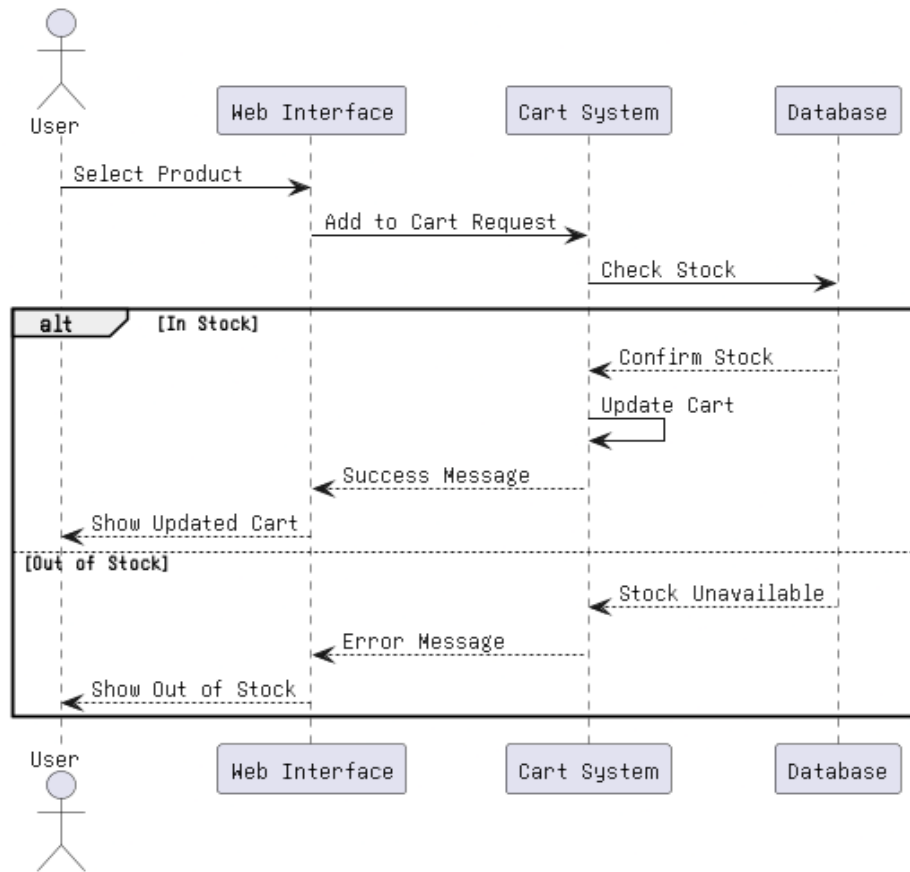 User
Web Interface
Cart System
Database
Select Product
Add to Cart Request
Check Stock
alt [In Stock]
Confirm Stock
Update Cart
Success Message
Show Updated Cart
[Out of Stock]
Stock Unavailable
Error Message
Show Out of Stock
User
Web Interface
Cart System
Database